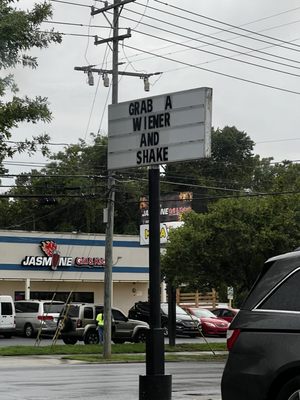 GRAB A
WIENER
AND
SHAKE
JASMINE